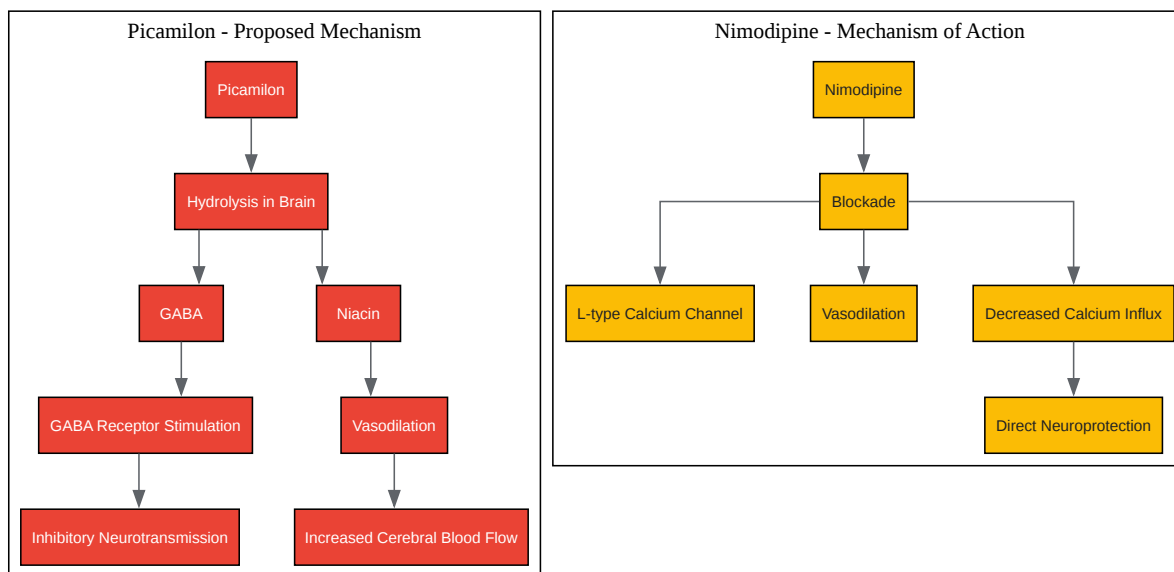 Picamilon - Proposed Mechanism
Picamilon
Hydrolysis in Brain
GABA
Niacin
GABA Receptor Stimulation
Vasodilation
Inhibitory Neurotransmission
Increased Cerebral Blood Flow
Nimodipine - Mechanism of Action
Nimodipine
Blockade
L-type Calcium Channel
Vasodilation
Decreased Calcium Influx
Direct Neuroprotection